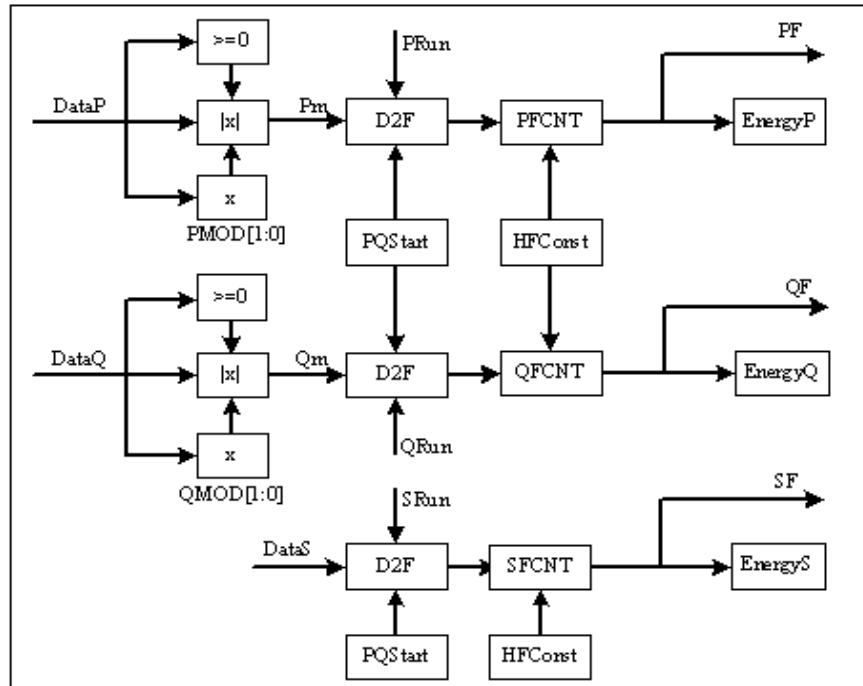 >=0
PRun
PF
DataP
|x|
Pm
D2F
PFCNT
EnergyP
x
PMOD[1:0]
PQStart
HFConst
>=0
QF
DataQ
|x|
Qm
D2F
QFCNT
EnergyQ
x
QRun
QMOD[1:0]
SRun
SF
DataS
D2F
SFCNT
EnergyS
PQStart
HFConst